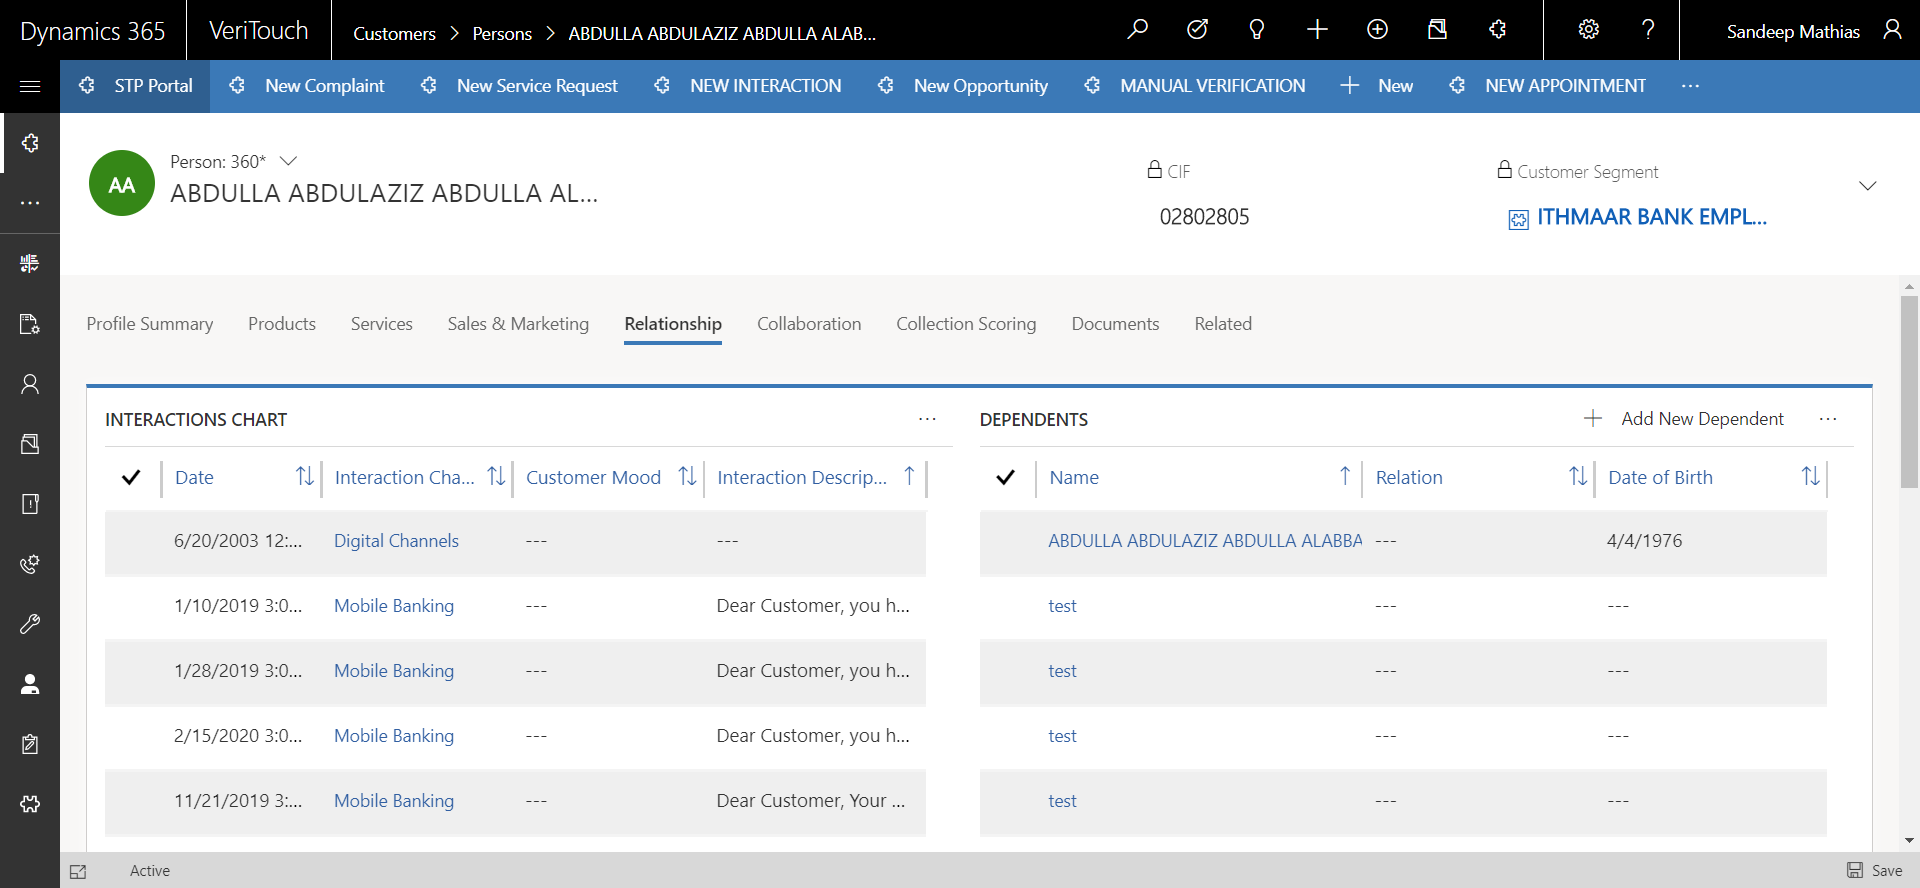 Dynamics 365
VeriTouch
Customers > Persons > ABDULLA ABDULAZIZ ABDULLA ALAB...
Sandeep Mathias
STP Portal
New Complaint
New Service Request
NEW INTERACTION
New Opportunity
MANUAL VERIFICATION
New
NEW APPOINTMENT
AA
Person: 360*
ABDULLA ABDULAZIZ ABDULLA AL...
CIF
02802805
Customer Segment
ITHMAAR BANK EMPL...
Profile Summary
Products
Services
Sales & Marketing
Relationship
Collaboration
Collection Scoring
Documents
Related
INTERACTIONS CHART
Date Interaction Cha... Customer Mood Interaction Descrip...
6/20/2003 12:... Digital Channels --- ---
1/10/2019 3:0... Mobile Banking --- Dear Customer, you h...
1/28/2019 3:0... Mobile Banking --- Dear Customer, you h...
2/15/2020 3:0... Mobile Banking --- Dear Customer, you h...
11/21/2019 3:... Mobile Banking --- Dear Customer, Your ...
DEPENDENTS
Add New Dependent
Name Relation Date of Birth
ABDULLA ABDULAZIZ ABDULLA ALABBA --- 4/4/1976
test --- ---
test --- ---
test --- ---
test --- ---
Active
Save